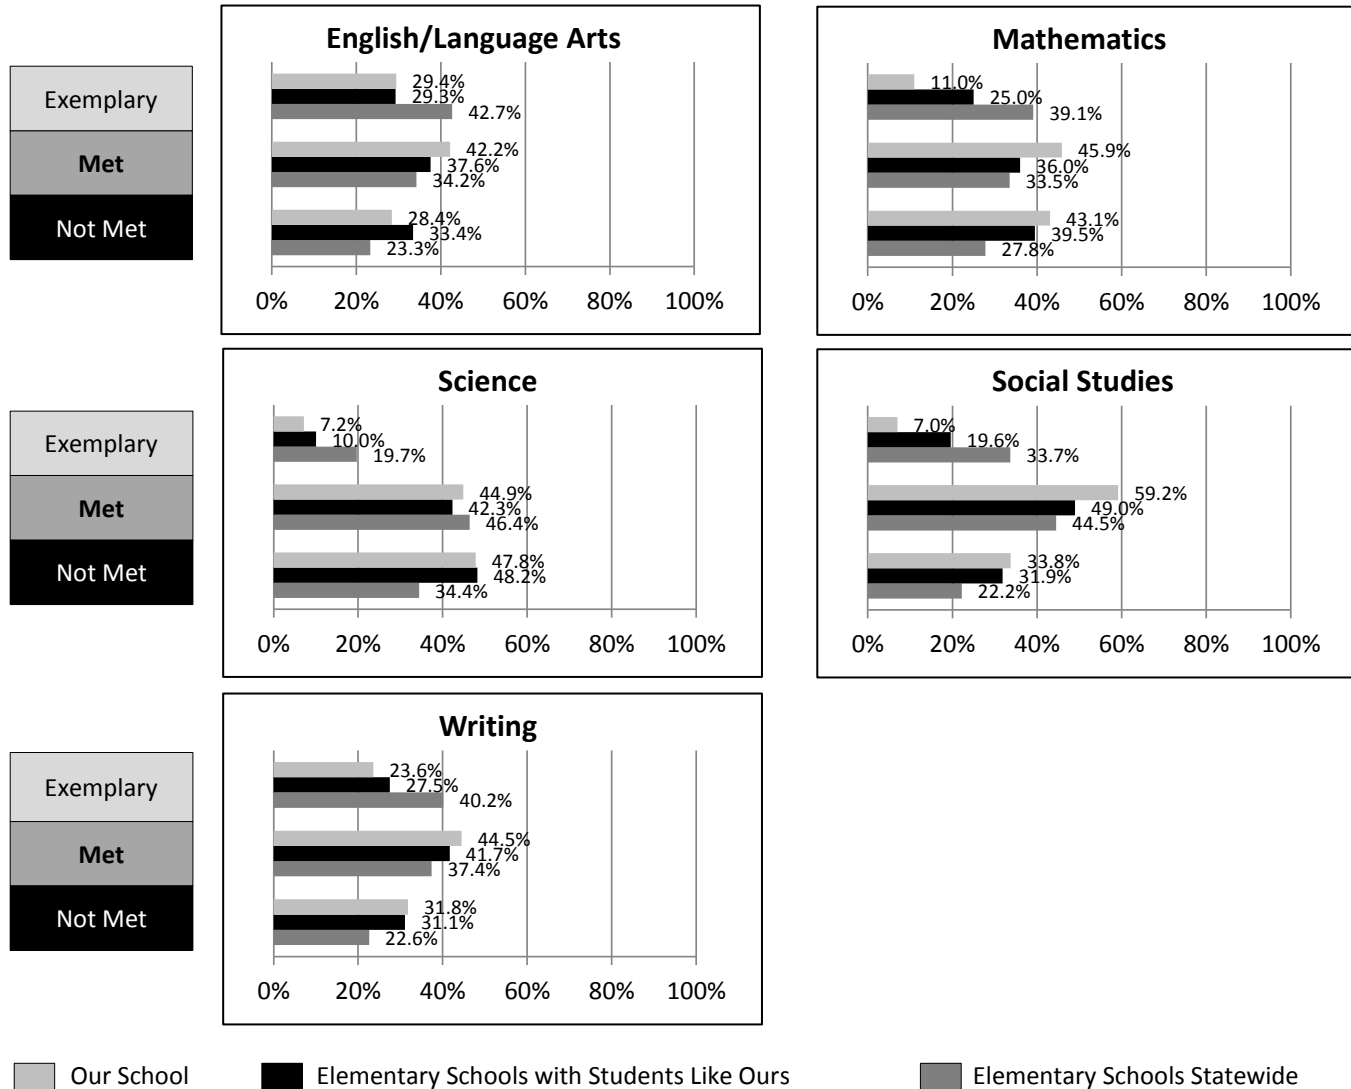 English/Language Arts
Exemplary
Met
Not Met
29.4%
29.3%
42.7%
42.2%
37.6%
34.2%
28.4%
33.4%
23.3%
0% 20% 40% 60% 80% 100%
Mathematics
11.0%
25.0%
39.1%
45.9%
36.0%
33.5%
43.1%
39.5%
27.8%
0% 20% 40% 60% 80% 100%
Science
Exemplary
Met
Not Met
7.2%
10.0%
19.7%
44.9%
42.3%
46.4%
47.8%
48.2%
34.4%
0% 20% 40% 60% 80% 100%
Social Studies
7.0%
19.6%
33.7%
59.2%
49.0%
44.5%
33.8%
31.9%
22.2%
0% 20% 40% 60% 80% 100%
Writing
Exemplary
Met
Not Met
23.6%
27.5%
40.2%
44.5%
41.7%
37.4%
31.8%
31.1%
22.6%
0% 20% 40% 60% 80% 100%
Our School Elementary Schools with Students Like Ours Elementary Schools Statewide